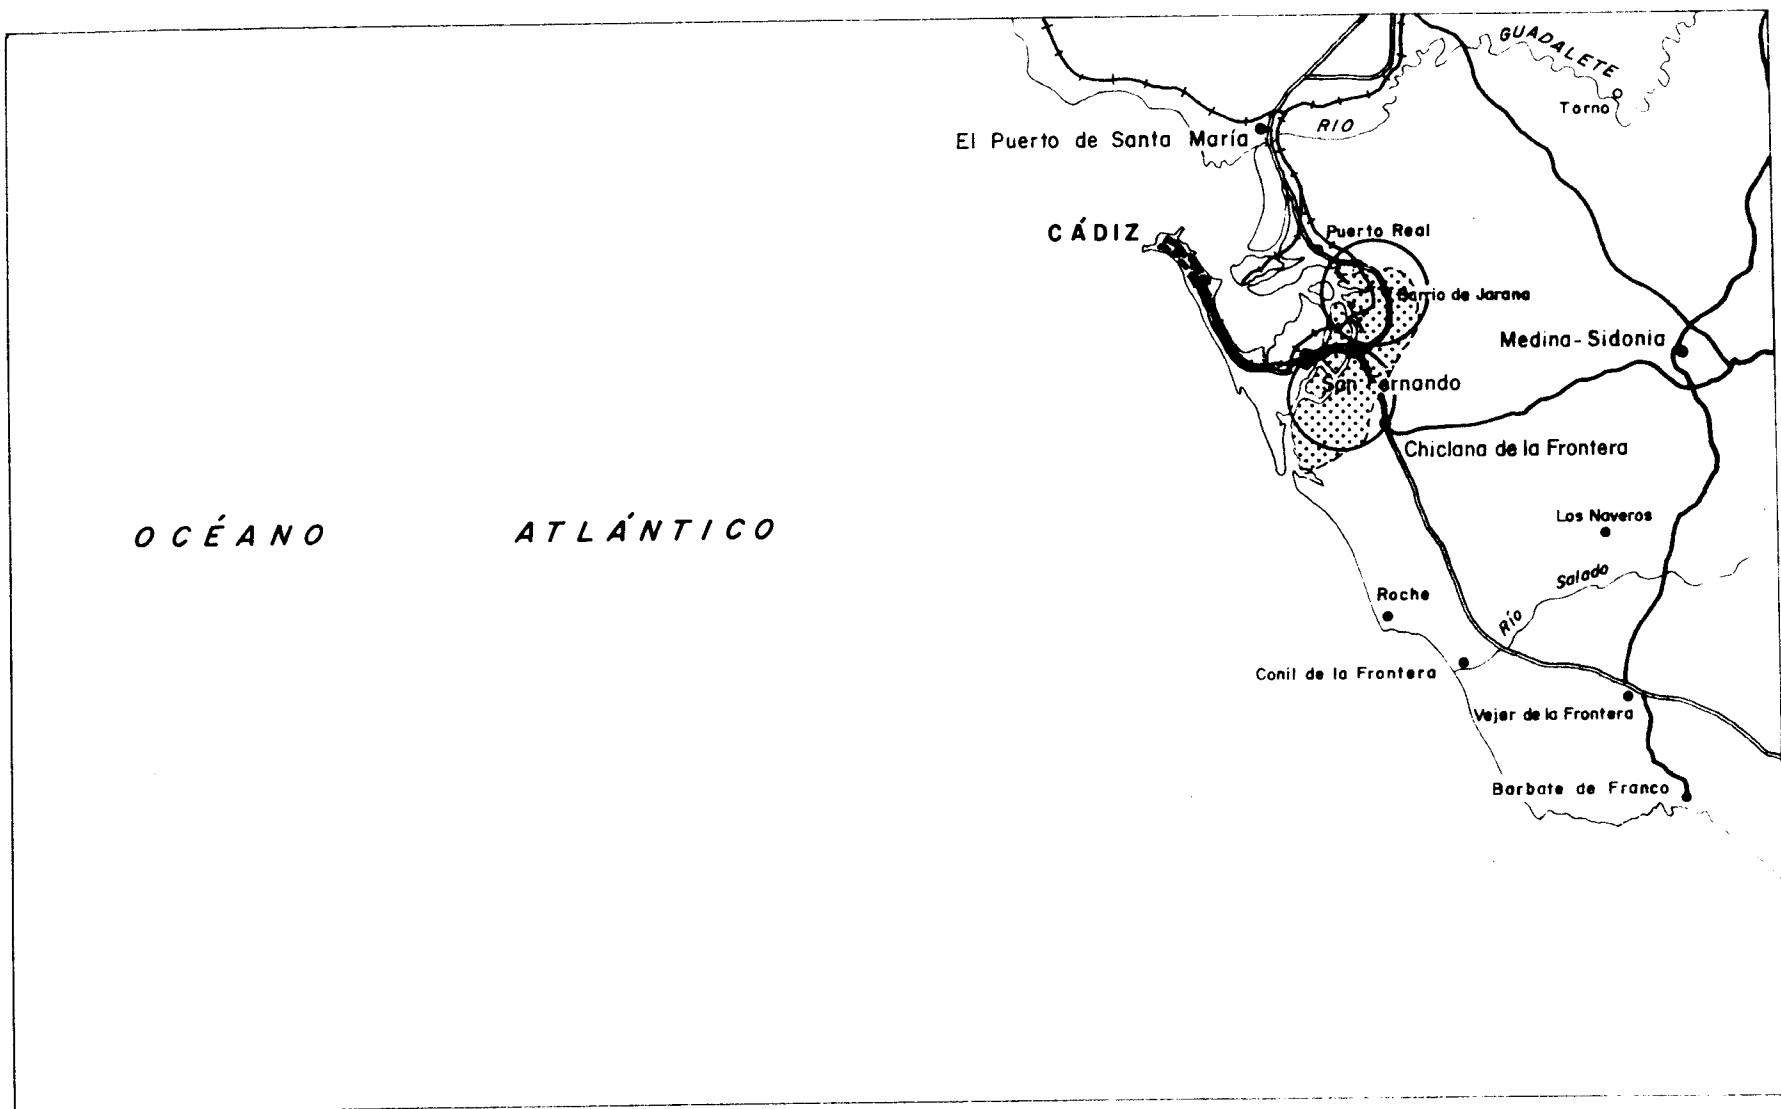 GUADALETE
Torno
RIO
El Puerto de Santa María
CÁDIZ
Puerto Real
Barrio de Jarana
Medina-Sidonia
San Fernando
Chiclana de la Frontera
OCÉANO ATLÁNTICO
Los Naveros
Salado
Río
Roche
Conil de la Frontera
Vejer de la Frontera
Barbate de Franco